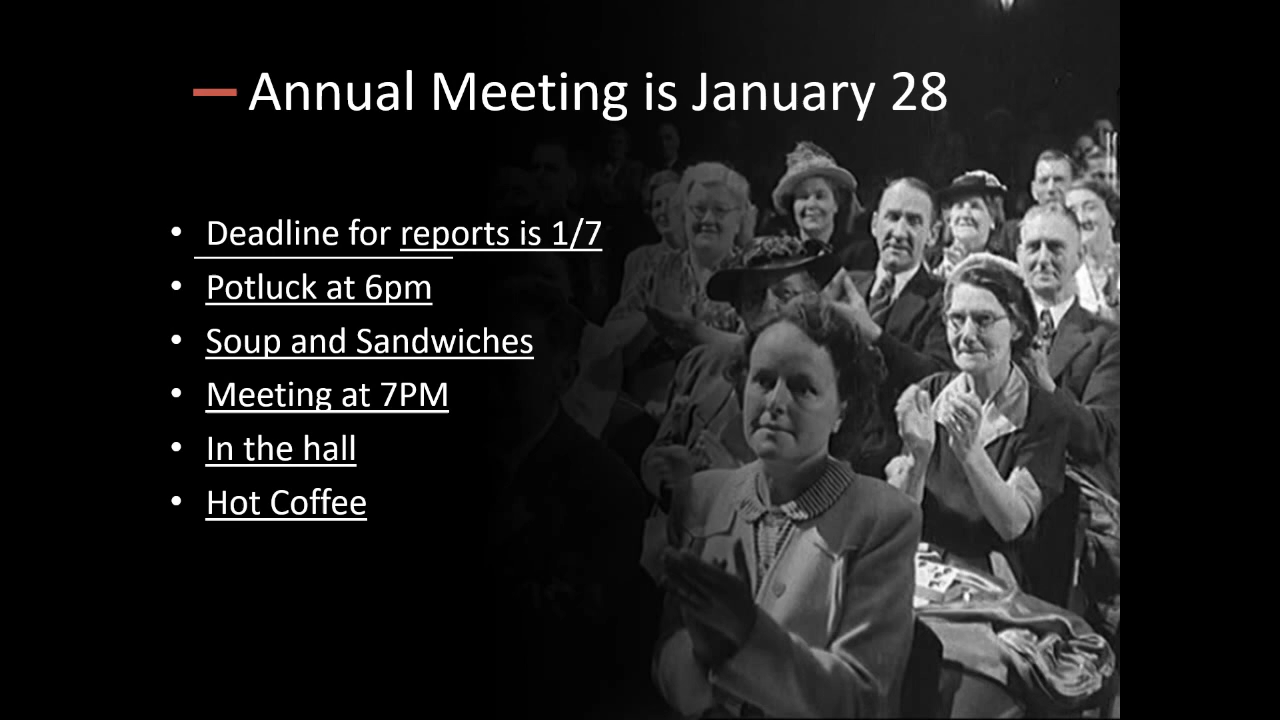 Annual Meeting is January 28
• Deadline for reports is 1/7
• Potluck at 6pm
• Soup and Sandwiches
• Meeting at 7PM
• In the hall
• Hot Coffee